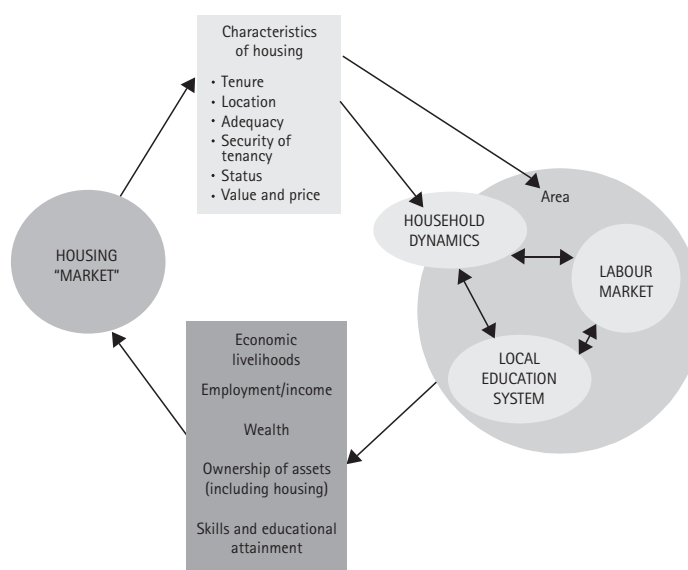 Characteristics
of housing
• Tenure
• Location
• Adequacy
• Security of
tenancy
• Status
• Value and price
Area
HOUSEHOLD
DYNAMICS
HOUSING
“MARKET”
LABOUR
MARKET
LOCAL
EDUCATION
SYSTEM
Economic
livelihoods
Employment/income
Wealth
Ownership of assets
(including housing)
Skills and educational
attainment